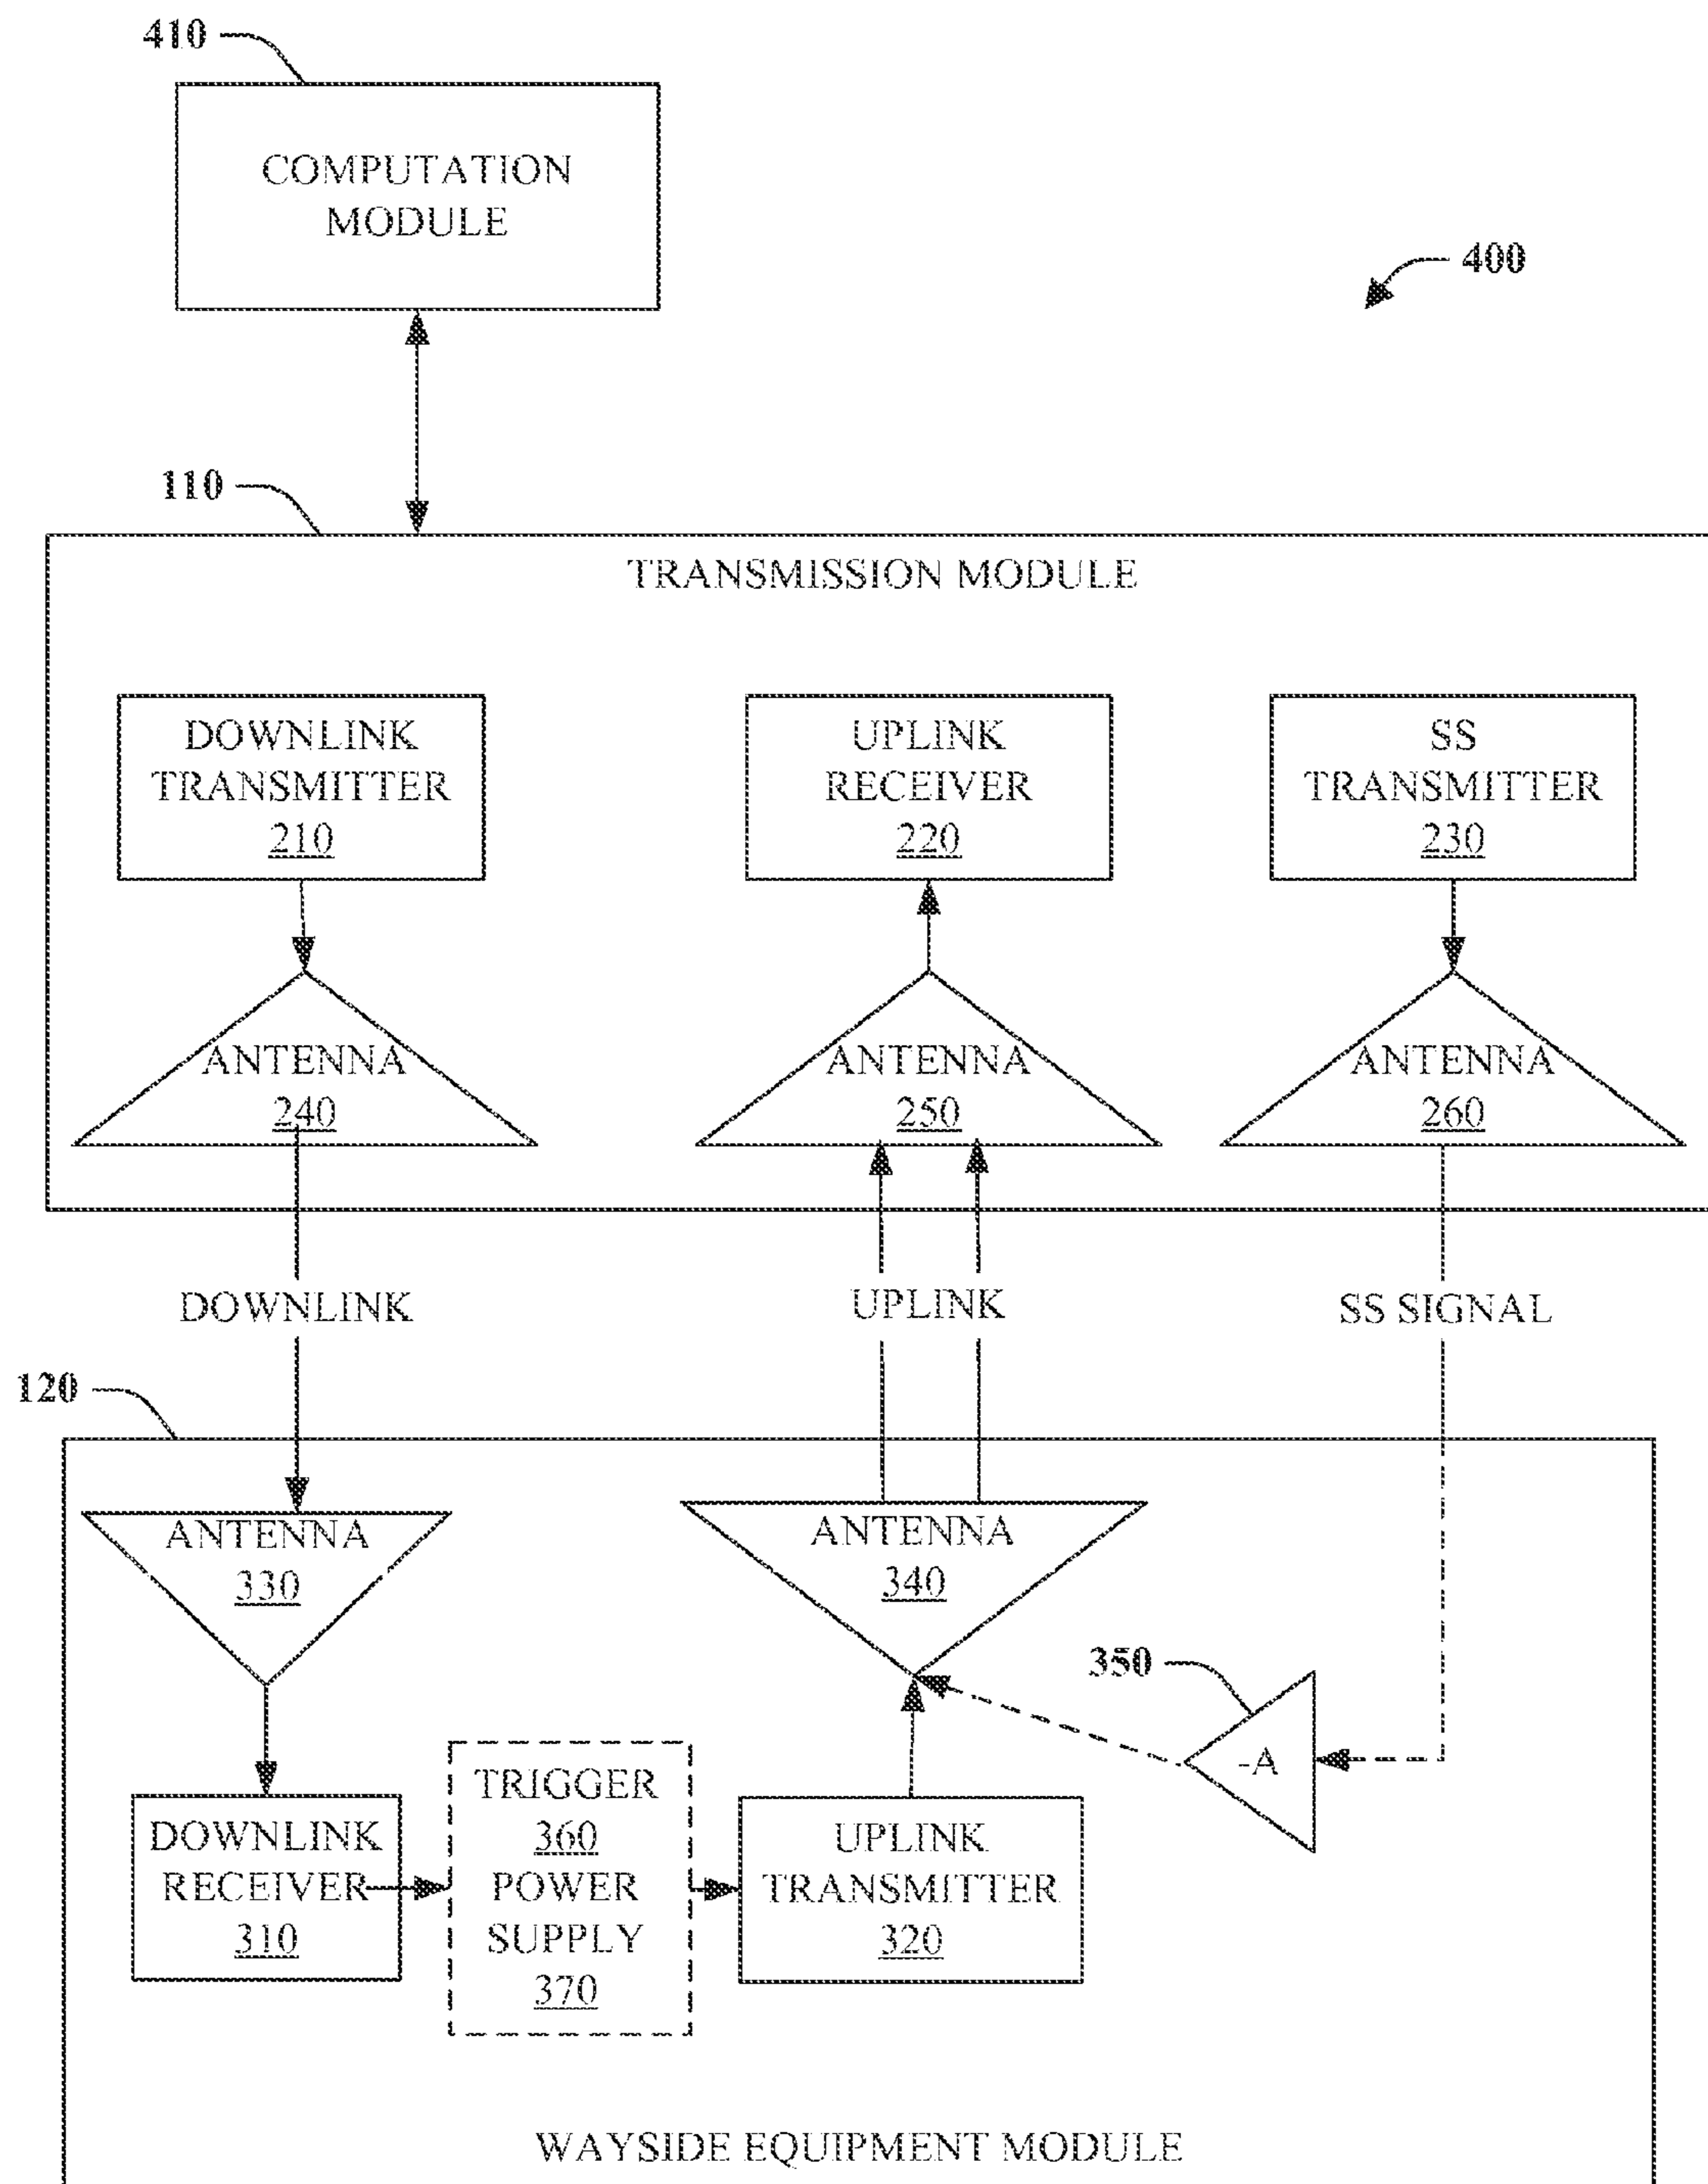 410
COMPUTATION
MODULE
400
110
TRANSMISSION MODULE
DOWNLINK
TRANSMITTER
210
UPLINK
RECEIVER
220
SS
TRANSMITTER
230
ANTENNA
240
ANTENNA
250
ANTENNA
260
DOWNLINK
UPLINK
SS SIGNAL
120
ANTENNA
330
ANTENNA
340
350
-A
DOWNLINK
RECEIVER
310
TRIGGER
360
POWER
SUPPLY
370
UPLINK
TRANSMITTER
320
WAYSIDE EQUIPMENT MODULE